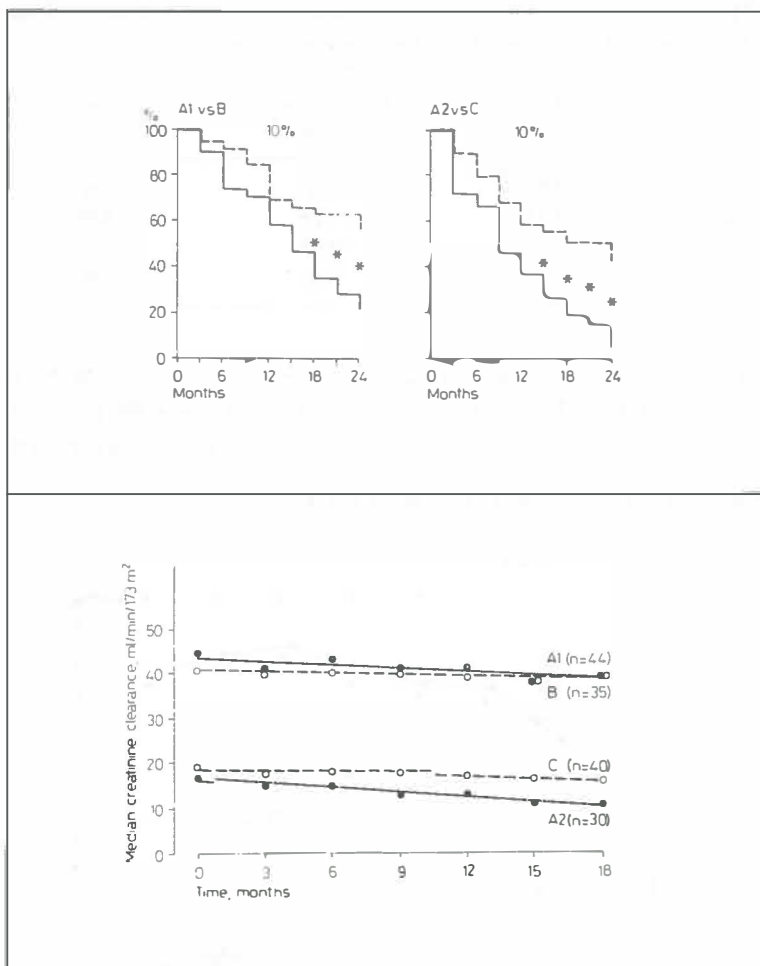 % A1 vs B
10%
100
80
60
40
20
0
0 6 12 18 24
Months
A2 vs C
10%
0 6 12 18 24
Months
Median creatinine clearance, ml/min/173 m²
50
40
30
20
10
0
A1 (n=44)
B (n=35)
C (n=40)
A2 (n=30)
0 3 6 9 12 15 18
Time, months